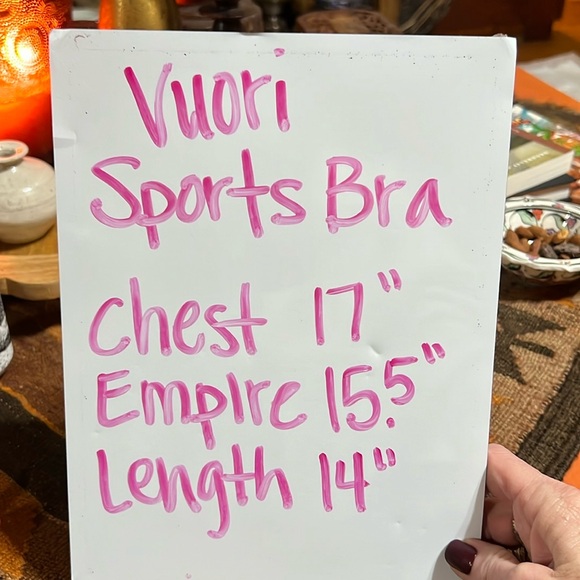 Vuori
Sports Bra
Chest 17"
Empire 15.5"
Length 14"